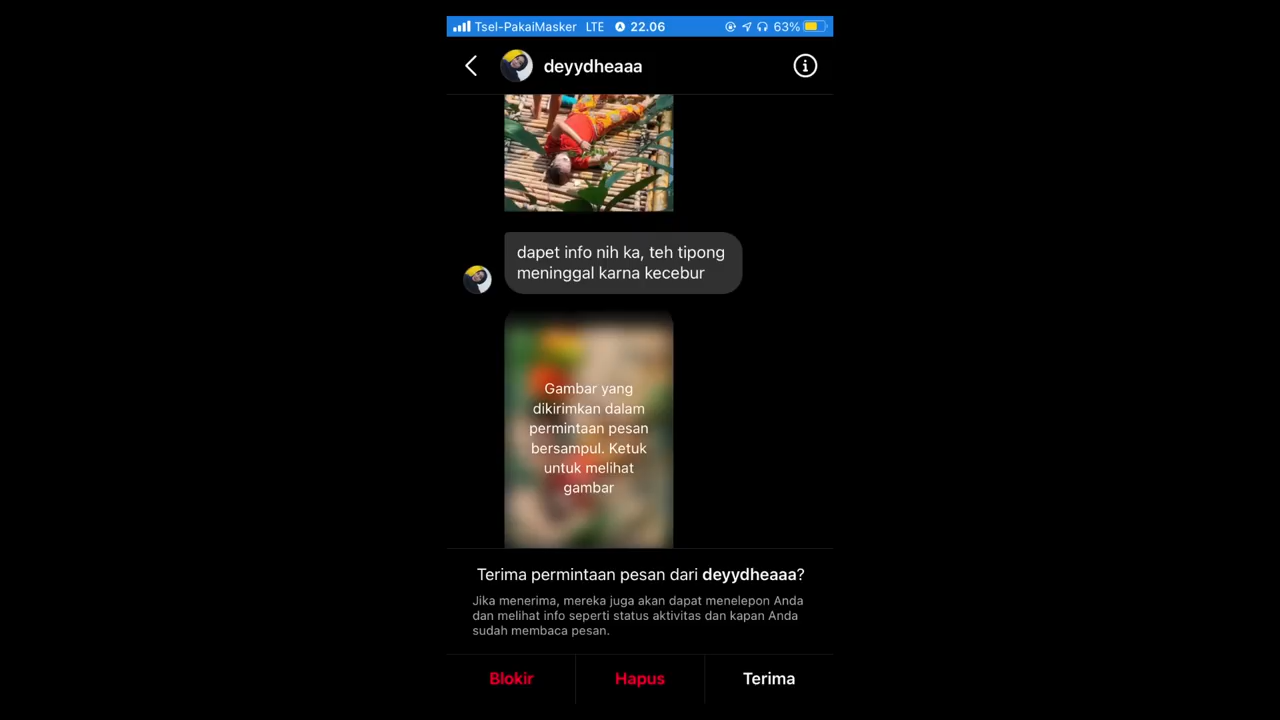 Tsel-PakaiMasker LTE 22.06 63%
deyydheaaa
dapet info nih ka, teh tipong
meninggal karna kecebur
Gambar yang
dikirimkan dalam
permintaan pesan
bersampul. Ketuk
untuk melihat
gambar
Terima permintaan pesan dari deyydheaaa?
Jika menerima, mereka juga akan dapat menelepon Anda
dan melihat info seperti status aktivitas dan kapan Anda
sudah membaca pesan.
Blokir Hapus Terima